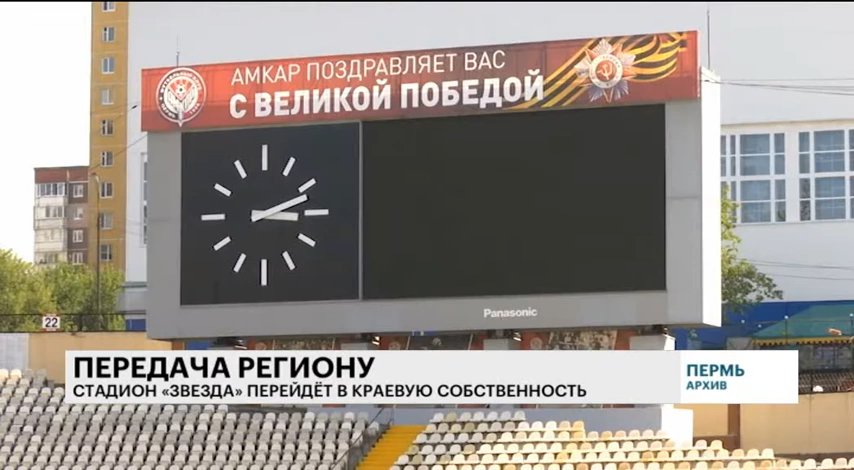 АМКАР ПОЗДРАВЛЯЕТ ВАС
С ВЕЛИКОЙ ПОБЕДОЙ
Panasonic
22
ПЕРЕДАЧА РЕГИОНУ
СТАДИОН «ЗВЕЗДА» ПЕРЕЙДЁТ В КРАЕВУЮ СОБСТВЕННОСТЬ
ПЕРМЬ
АРХИВ